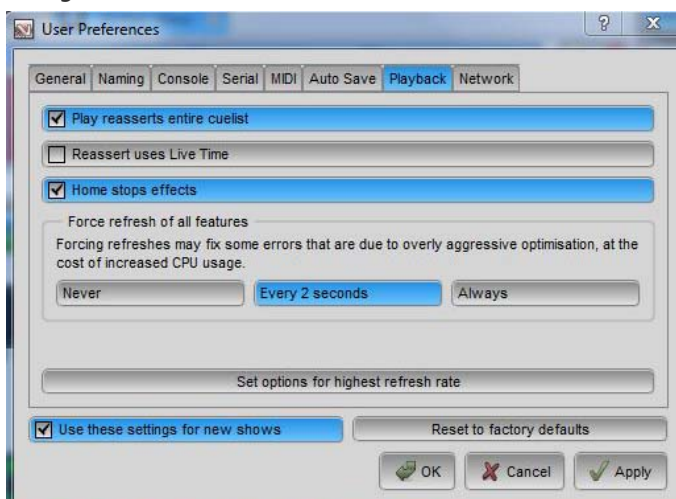 User Preferences
General Naming Console Serial MIDI Auto Save Playback Network
Play reasserts entire cuelist
Reassert uses Live Time
Home stops effects
Force refresh of all features
Forcing refreshes may fix some errors that are due to overly aggressive optimisation, at the
cost of increased CPU usage.
Never Every 2 seconds Always
Set options for highest refresh rate
Use these settings for new shows Reset to factory defaults
OK Cancel Apply